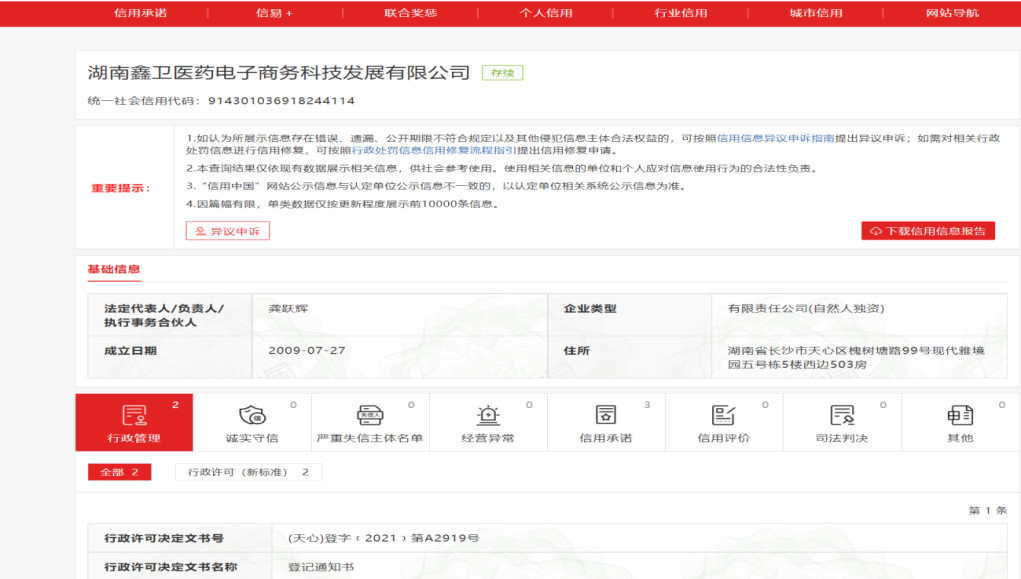 信用承诺 信易+ 联合奖惩 个人信用 行业信用 城市信用 网站导航
湖南鑫卫医药电子商务科技发展有限公司 存续
统一社会信用代码：914301036918244114
1.如认为所展示信息存在错误、遗漏、公开期限不符合规定以及其他侵犯信息主体合法权益的，可按照信用信息异议申诉指南提出异议申诉；如需对相关行政
处罚信息进行信用修复，可按照行政处罚信息信用修复流程指引提出信用修复申请。
2.本查询结果仅依现有数据展示相关信息，供社会参考使用。使用相关信息的单位和个人应对信息使用行为的合法性负责。
重要提示：
3.“信用中国”网站公示信息与认定单位公示信息不一致的，以认定单位相关系统公示信息为准。
4.因篇幅有限，单类数据仅按更新程度展示前10000条信息。
异议申诉 下载信用信息报告
基础信息
法定代表人/负责人/
执行事务合伙人
龚跃辉 企业类型 有限责任公司(自然人独资)
成立日期 2009-07-27 住所 湖南省长沙市天心区槐树塘路99号现代雅境
园五号栋5楼西边503房
2 0 0 0 3 0 0 0
行政管理 诚实守信 严重失信主体名单 经营异常 信用承诺 信用评价 司法判决 其他
全部 2 行政许可（新标准） 2
第 1 条
行政许可决定文书号 (天心)登字﹙2021﹚第A2919号
行政许可决定文书名称 登记通知书